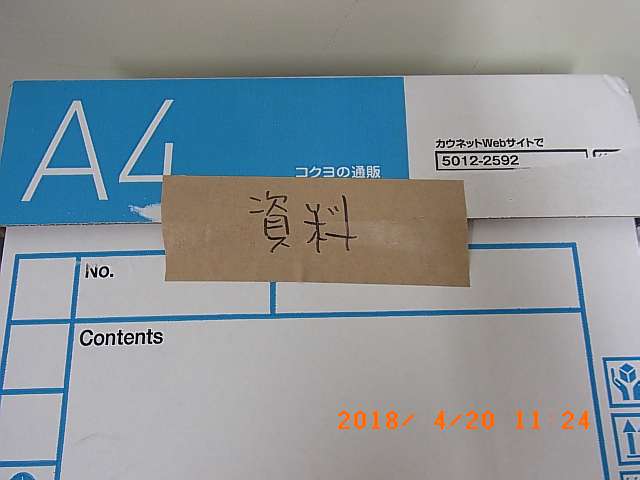 A4
カウネットWebサイトで
5012-2592
コクヨの通販
資料
No.
Contents
2018/ 4/20 11:24